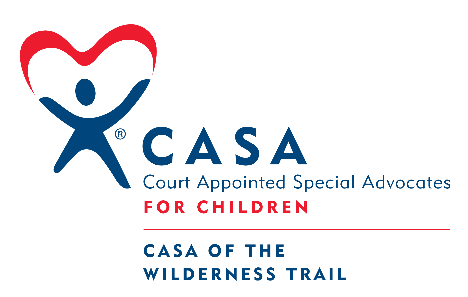 ® CASA
Court Appointed Special Advocates
FOR CHILDREN
CASA OF THE
WILDERNESS TRAIL